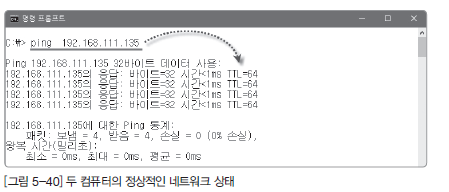 명령 프롬프트
C:#> ping 192.168.111.135
Ping 192.168.111.135 32바이트 데이터 사용:
192.168.111.135의 응답: 바이트=32 시간<1ms TTL=64
192.168.111.135의 응답: 바이트=32 시간<1ms TTL=64
192.168.111.135의 응답: 바이트=32 시간<1ms TTL=64
192.168.111.135의 응답: 바이트=32 시간<1ms TTL=64
192.168.111.135에 대한 Ping 통계:
패킷: 보냄 = 4, 받음 = 4, 손실 = 0 (0% 손실),
왕복 시간(밀리초):
최소 = 0ms, 최대 = 0ms, 평균 = 0ms
[그림 5-40] 두 컴퓨터의 정상적인 네트워크 상태